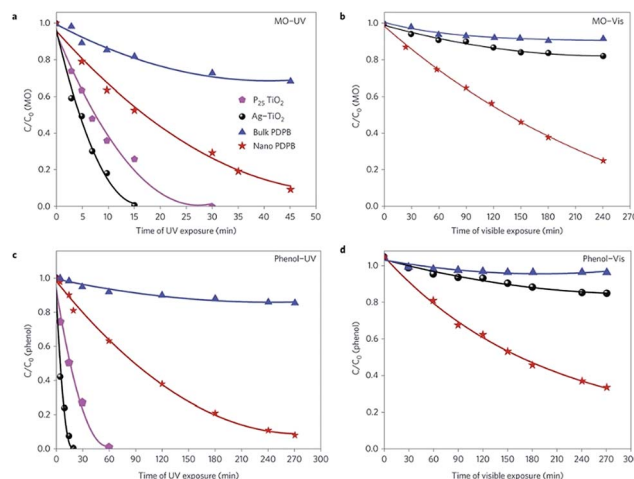 a
MO–UV
1.0
0.8
0.6
0.4
0.2
0.0
C/C₀ (MO)
P₂₅ TiO₂
Ag–TiO₂
Bulk PDPB
Nano PDPB
0 5 10 15 20 25 30 35 40 45 50
Time of UV exposure (min)
b
MO–Vis
1.0
0.8
0.6
0.4
0.2
0.0
C/C₀ (MO)
0 30 60 90 120 150 180 210 240 270
Time of visible exposure (min)
c
Phenol–UV
1.0
0.8
0.6
0.4
0.2
0.0
C/C₀ (phenol)
0 30 60 90 120 150 180 210 240 270 300
Time of UV exposure (min)
d
Phenol–Vis
1.0
0.8
0.6
0.4
0.2
0.0
C/C₀ (phenol)
0 30 60 90 120 150 180 210 240 270 300
Time of visible exposure (min)